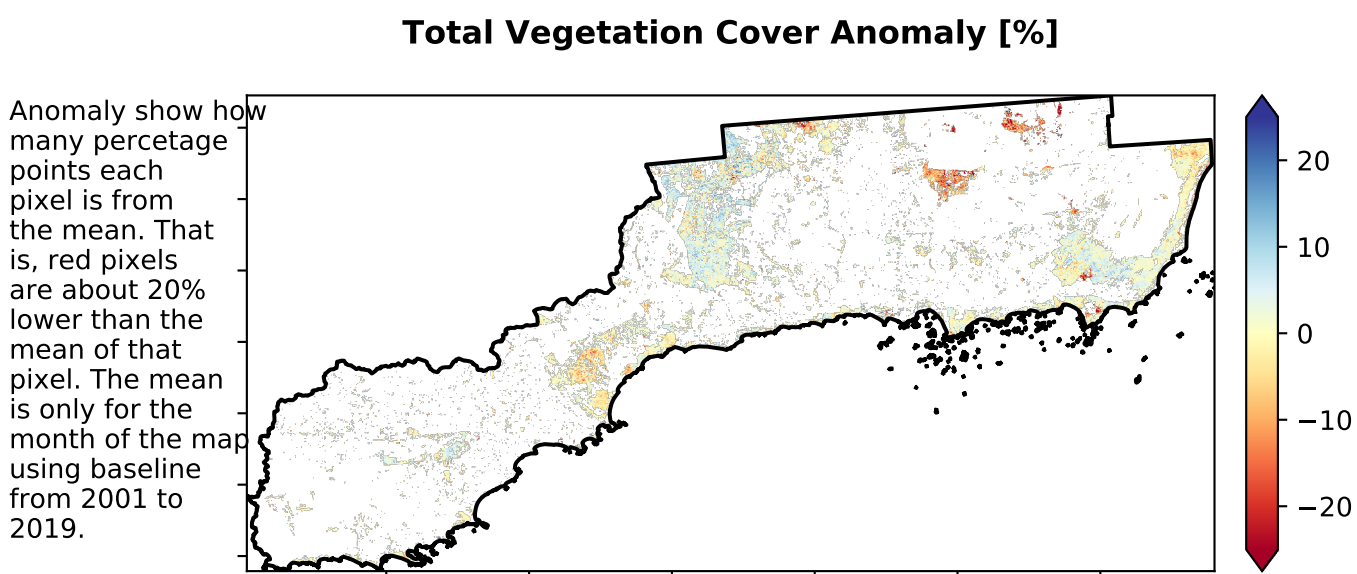 Total Vegetation Cover Anomaly [%]
Anomaly show how
many percetage
points each
pixel is from
the mean. That
is, red pixels
are about 20%
lower than the
mean of that
pixel. The mean
is only for the
month of the map
using baseline
from 2001 to
2019.
20
10
0
−10
−20